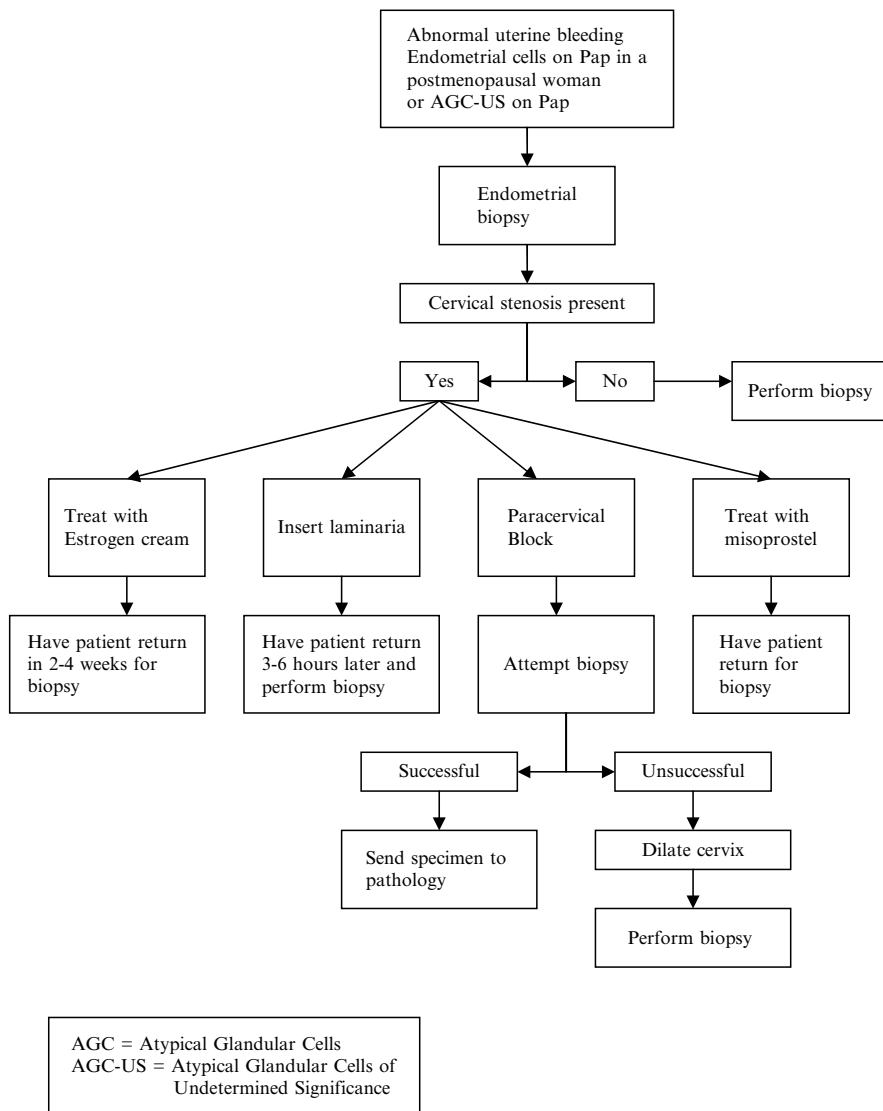 Abnormal uterine bleeding
Endometrial cells on Pap in a
postmenopausal woman
or AGC-US on Pap
Endometrial
biopsy
Cervical stenosis present
Yes
No
Perform biopsy
Treat with
Estrogen cream
Insert laminaria
Paracervical
Block
Treat with
misoprostel
Have patient return
in 2-4 weeks for
biopsy
Have patient return
3-6 hours later and
perform biopsy
Attempt biopsy
Have patient
return for
biopsy
Successful
Unsuccessful
Send specimen to
pathology
Dilate cervix
Perform biopsy
AGC = Atypical Glandular Cells
AGC-US = Atypical Glandular Cells of
Undetermined Significance